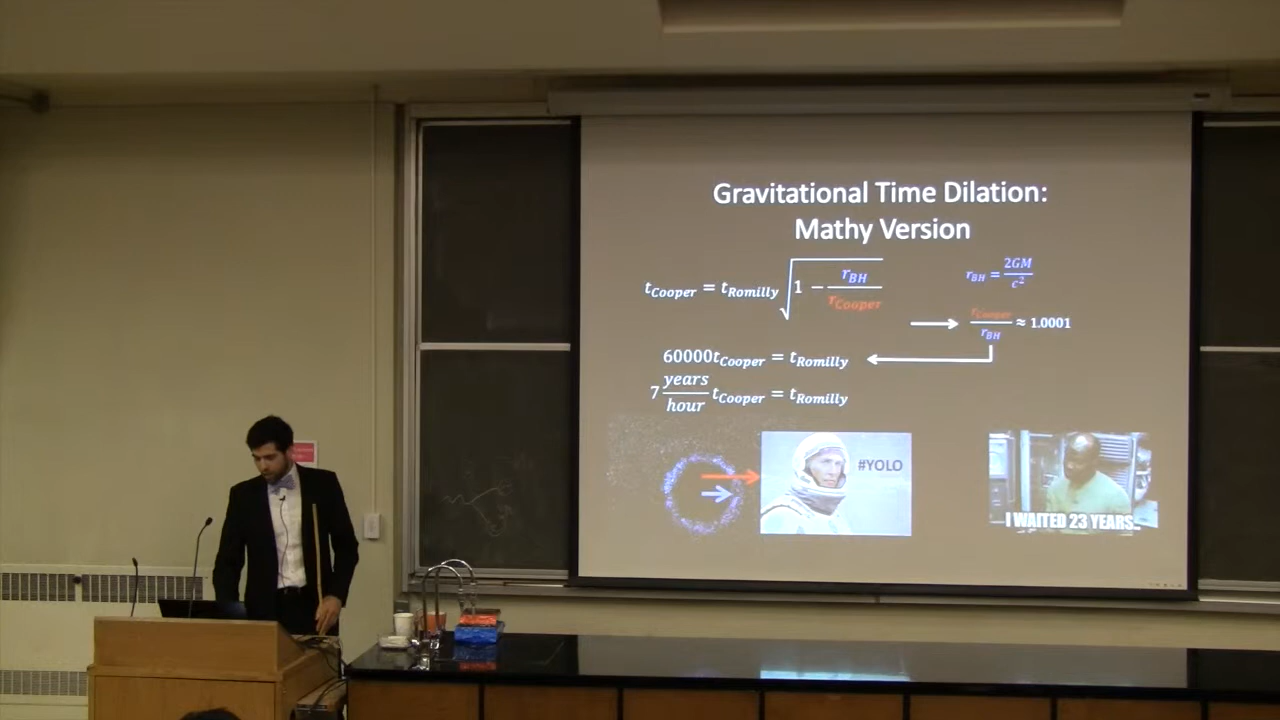 Gravitational Time Dilation:
Mathy Version
t_Cooper = t_Romilly √(1 − r_BH / r_Cooper)
r_BH = 2GM / c²
r_Cooper / r_BH ≈ 1.0001
60000t_Cooper = t_Romilly
7 years / hour t_Cooper = t_Romilly
#YOLO
I WAITED 23 YEARS..